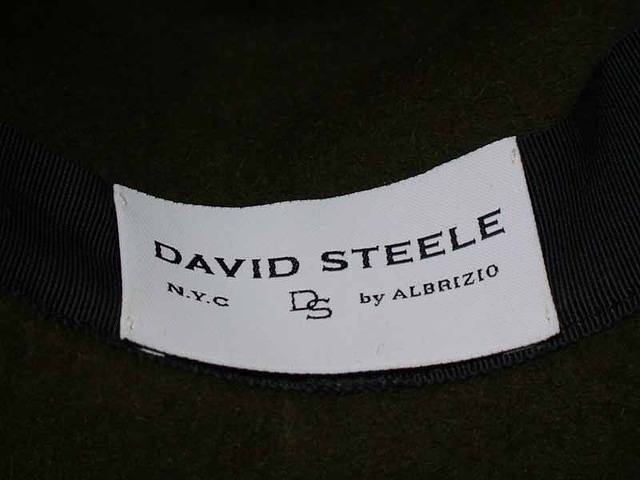 DAVID STEELE
N.Y.C DS by ALBRIZIO